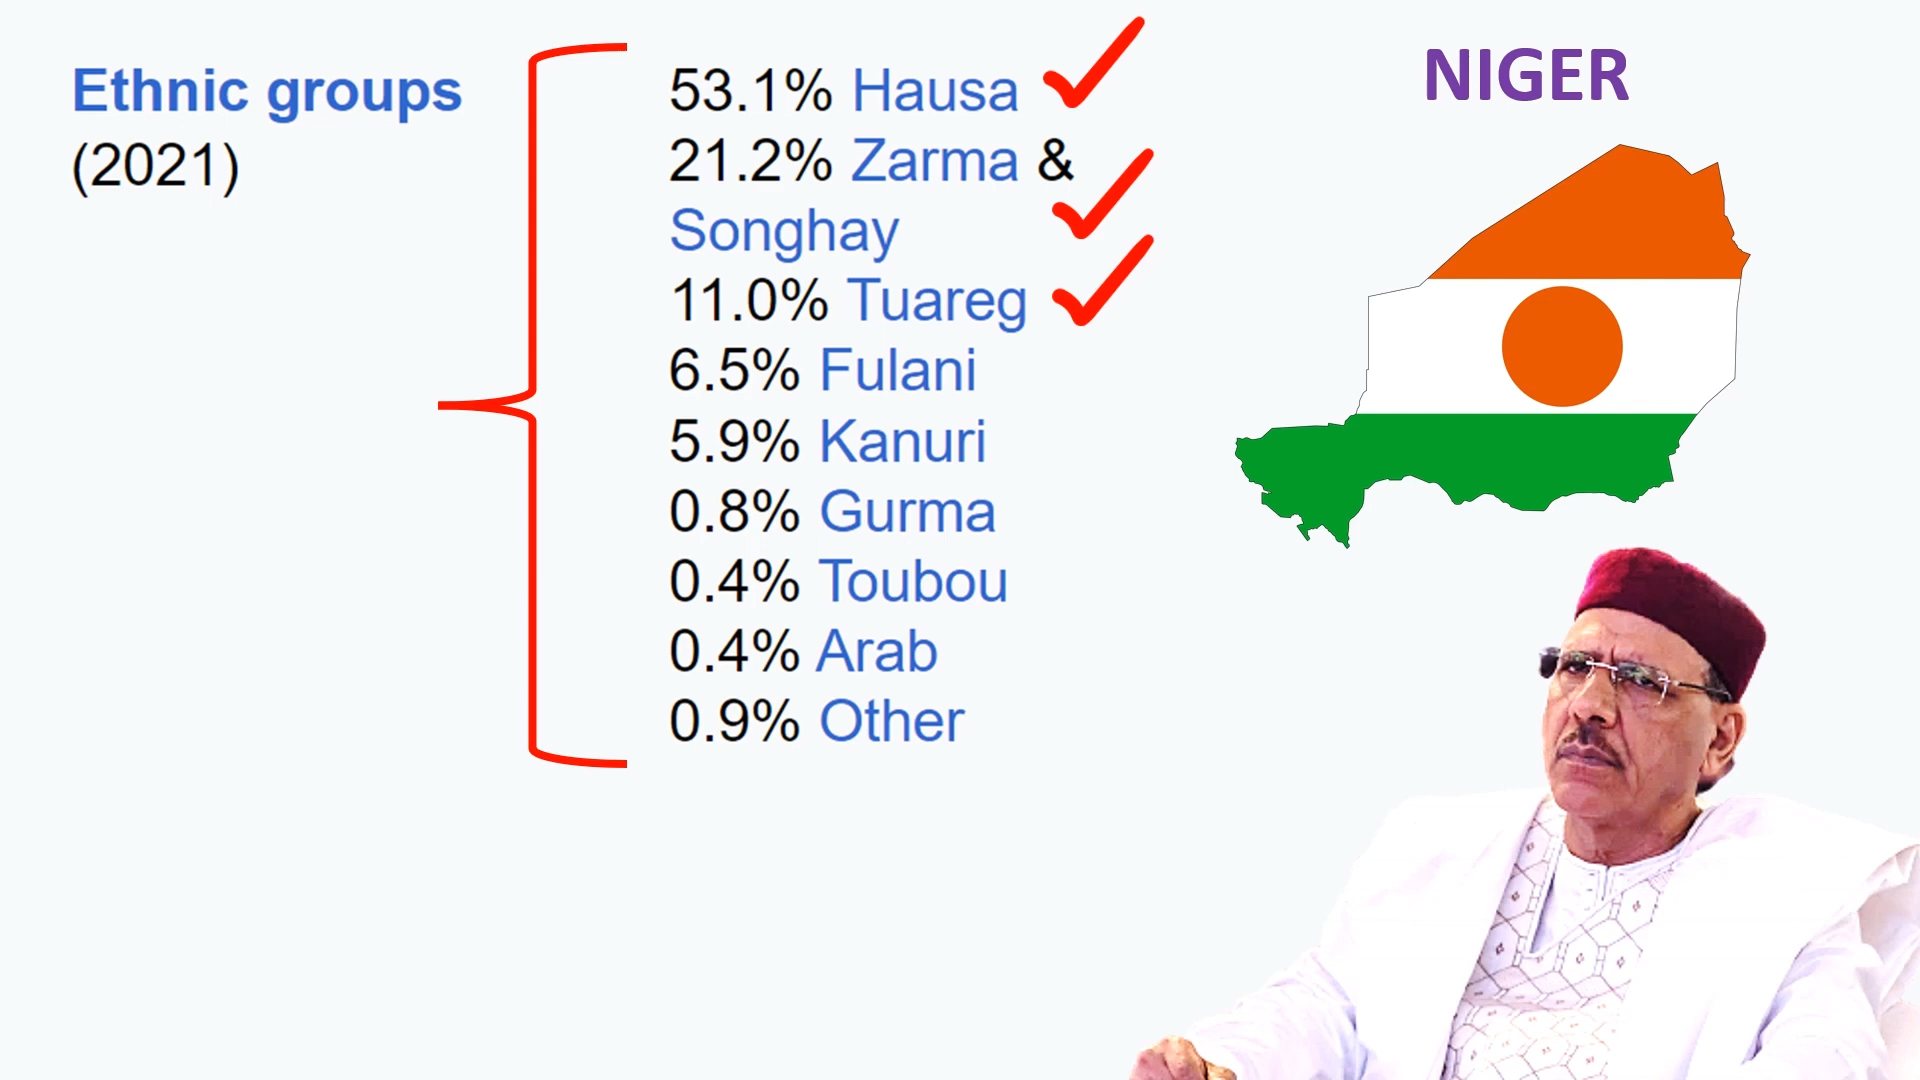 Ethnic groups
(2021)
53.1% Hausa
21.2% Zarma &
Songhay
11.0% Tuareg
6.5% Fulani
5.9% Kanuri
0.8% Gurma
0.4% Toubou
0.4% Arab
0.9% Other
NIGER